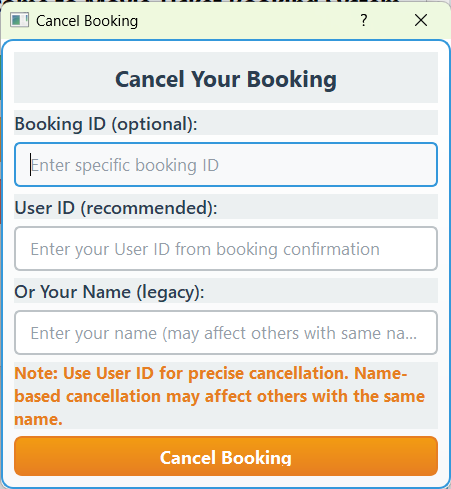 Cancel Booking
?
Cancel Your Booking
Booking ID (optional):
Enter specific booking ID
User ID (recommended):
Enter your User ID from booking confirmation
Or Your Name (legacy):
Enter your name (may affect others with same na...
Note: Use User ID for precise cancellation. Name-
based cancellation may affect others with the same
name.
Cancel Booking